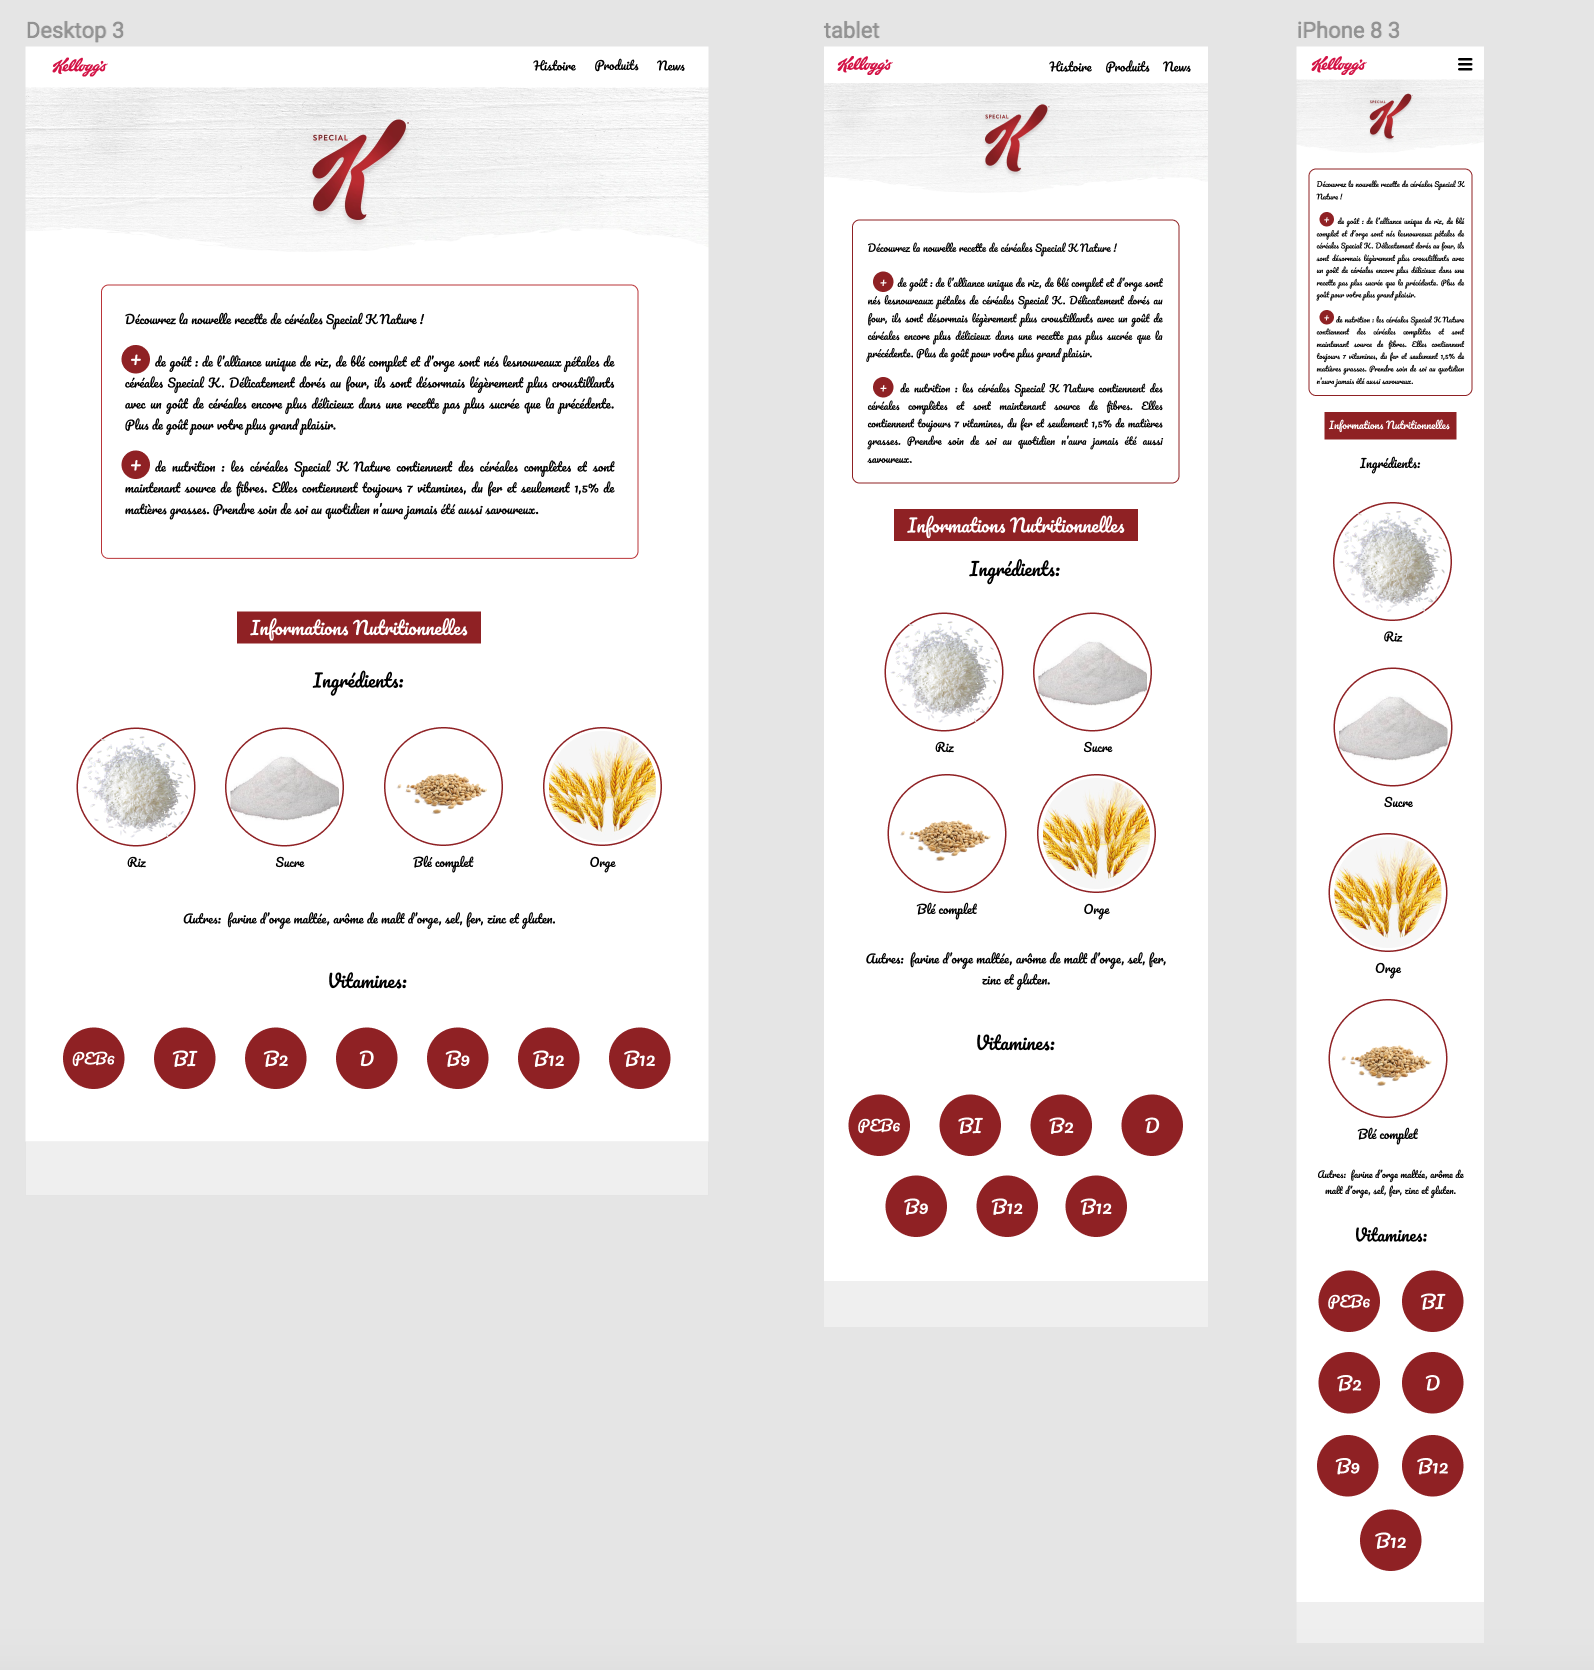 Desktop 3
Kellogg's
Histoire Produits News
SPECIAL
K
Découvrez la nouvelle recette de céréales Special K Nature !
+ de goût : de l'alliance unique de riz, de blé complet et d'orge sont nés lesnouveaux pétales de
céréales Special K. Délicatement dorés au four, ils sont désormais légèrement plus croustillants
avec un goût de céréales encore plus délicieux dans une recette pas plus sucrée que la précédente.
Plus de goût pour votre plus grand plaisir.
+ de nutrition : les céréales Special K Nature contiennent des céréales complètes et sont
maintenant source de fibres. Elles contiennent toujours 7 vitamines, du fer et seulement 1,5% de
matières grasses. Prendre soin de soi au quotidien n'aura jamais été aussi savoureux.
Informations Nutritionnelles
Ingrédients:
Riz Sucre Blé complet Orge
Autres: farine d'orge maltée, arôme de malt d'orge, sel, fer, zinc et gluten.
Vitamines:
PEB6 BI B2 D B9 B12 B12
tablet
Kellogg's
Histoire Produits News
SPECIAL
K
Découvrez la nouvelle recette de céréales Special K Nature !
+ de goût : de l'alliance unique de riz, de blé complet et d'orge sont
nés lesnouveaux pétales de céréales Special K. Délicatement dorés au
four, ils sont désormais légèrement plus croustillants avec un goût de
céréales encore plus délicieux dans une recette pas plus sucrée que la
précédente. Plus de goût pour votre plus grand plaisir.
+ de nutrition : les céréales Special K Nature contiennent des
céréales complètes et sont maintenant source de fibres. Elles
contiennent toujours 7 vitamines, du fer et seulement 1,5% de matières
grasses. Prendre soin de soi au quotidien n'aura jamais été aussi
savoureux.
Informations Nutritionnelles
Ingrédients:
Riz Sucre
Blé complet Orge
Autres: farine d'orge maltée, arôme de malt d'orge, sel, fer,
zinc et gluten.
Vitamines:
PEB6 BI B2 D
B9 B12 B12
iPhone 8 3
Kellogg's
SPECIAL
K
Découvrez la nouvelle recette de céréales Special K
Nature !
+ de goût : de l'alliance unique de riz, de blé
complet et d'orge sont nés lesnouveaux pétales de
céréales Special K. Délicatement dorés au four, ils
sont désormais légèrement plus croustillants avec
un goût de céréales encore plus délicieux dans une
recette pas plus sucrée que la précédente. Plus de
goût pour votre plus grand plaisir.
+ de nutrition : les céréales Special K Nature
contiennent des céréales complètes et sont
maintenant source de fibres. Elles contiennent
toujours 7 vitamines, du fer et seulement 1,5% de
matières grasses. Prendre soin de soi au quotidien
n'aura jamais été aussi savoureux.
Informations Nutritionnelles
Ingrédients:
Riz
Sucre
Orge
Blé complet
Autres: farine d'orge maltée, arôme de
malt d'orge, sel, fer, zinc et gluten.
Vitamines:
PEB6 BI
B2 D
B9 B12
B12